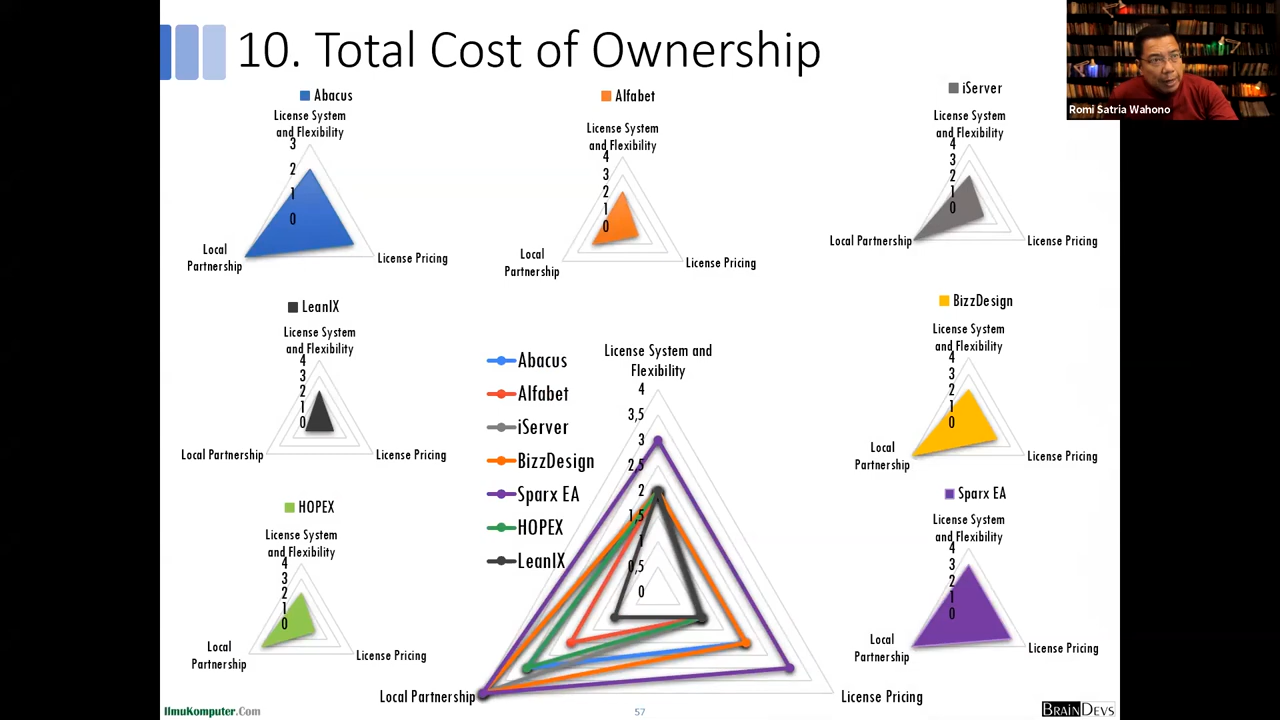 10. Total Cost of Ownership
Romi Satria Wahono
Abacus
License System
and Flexibility
3
2
1
0
Local
Partnership
License Pricing
Alfabet
License System
and Flexibility
4
3
2
1
0
Local
Partnership
License Pricing
iServer
License System
and Flexibility
4
3
2
1
0
Local Partnership
License Pricing
LeanIX
License System
and Flexibility
4
3
2
1
0
Local Partnership
License Pricing
BizzDesign
License System
and Flexibility
4
3
2
1
0
Local
Partnership
License Pricing
Abacus
Alfabet
iServer
BizzDesign
Sparx EA
HOPEX
LeanIX
License System and
Flexibility
4
3,5
3
2,5
2
1,5
1
0,5
0
Local Partnership
License Pricing
HOPEX
License System
and Flexibility
4
3
2
1
0
Local
Partnership
License Pricing
Sparx EA
License System
and Flexibility
4
3
2
1
0
Local
Partnership
License Pricing
IlmuKomputer.Com
57
BRAINDEVS